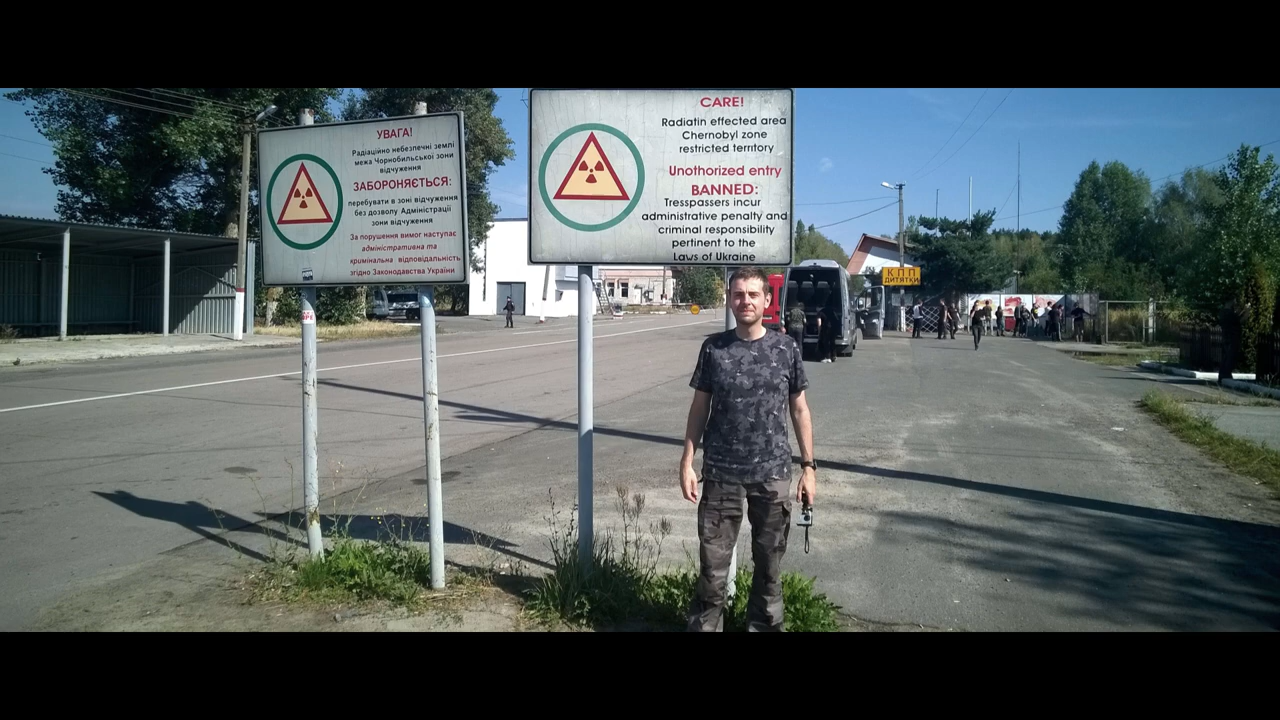 УВАГА!
Радіаційно небезпечні землі
межа Чорнобильської зони
відчуження
ЗАБОРОНЯЄТЬСЯ:
перебувати в зоні відчуження
без дозволу Адміністрації
зони відчуження
За порушення вимог наступає
адміністративна та
кримінальна відповідальність
згідно Законодавства України
CARE!
Radiatin effected area
Chernobyl zone
restricted territory
Unothorized entry
BANNED:
Tresspassers incur
administrative penalty and
criminal responsibility
pertinent to the
Laws of Ukraine
КПП
ДИТЯТКИ